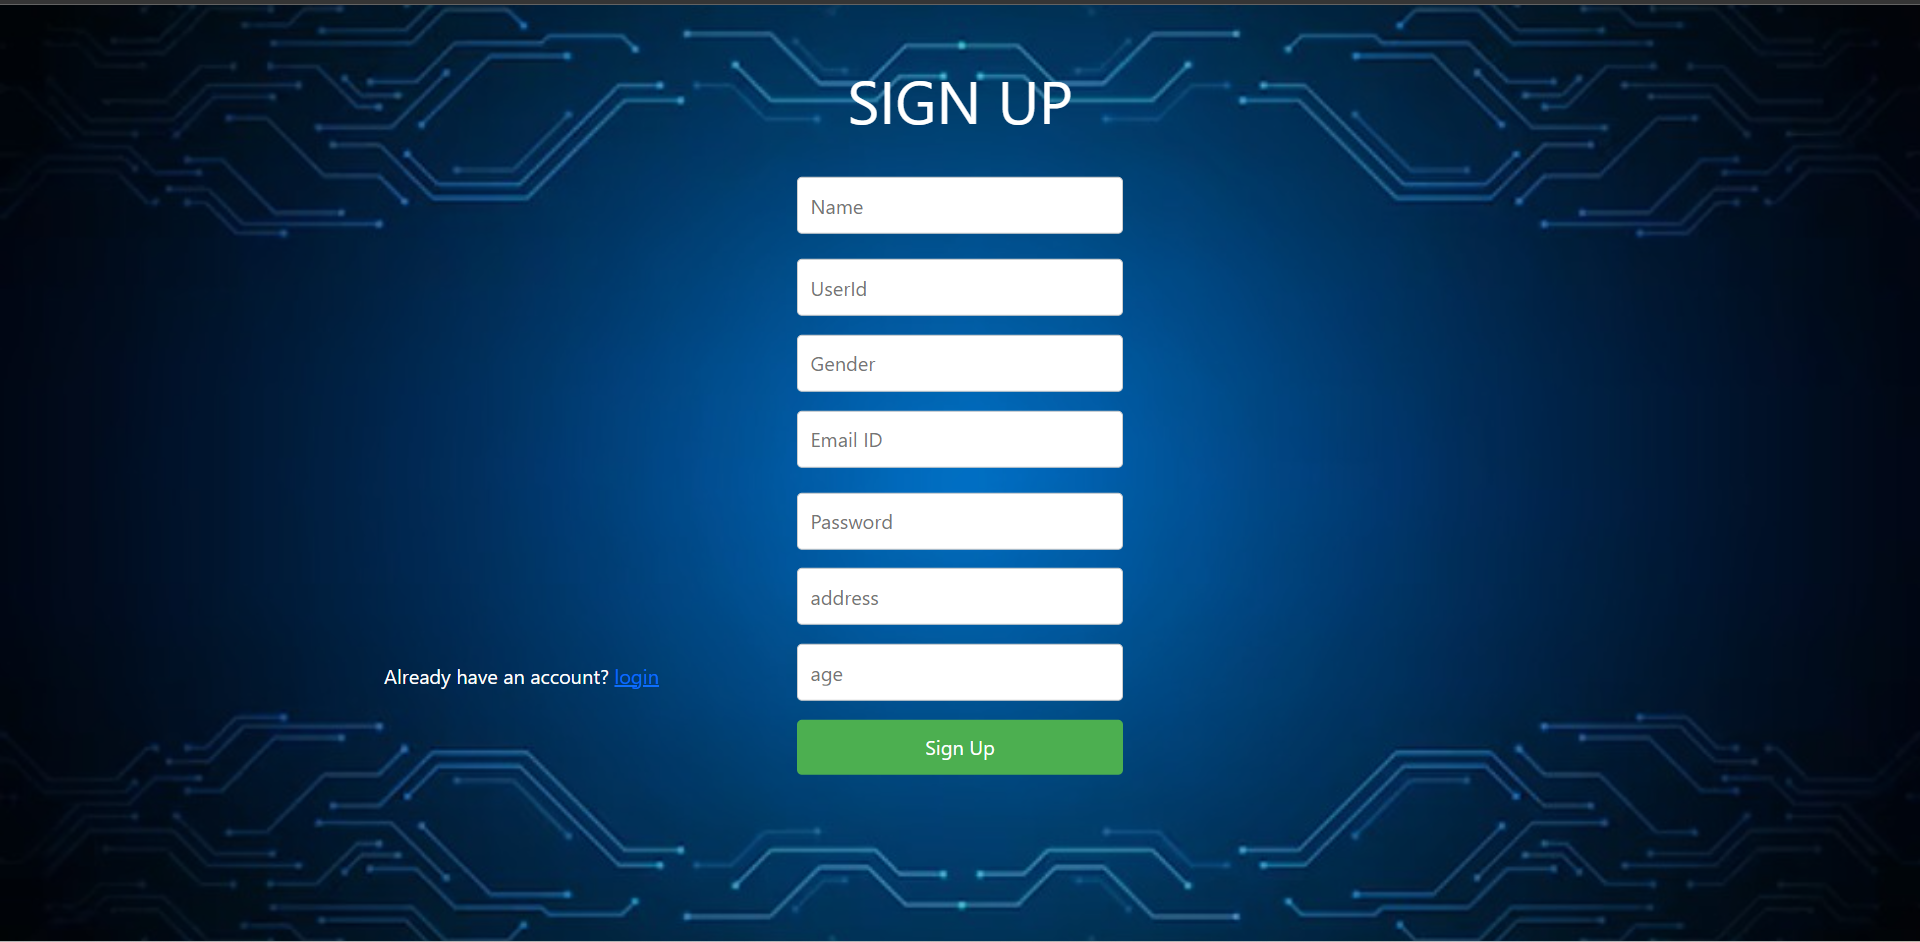 SIGN UP
Name
UserId
Gender
Email ID
Password
address
age
Already have an account? login
Sign Up